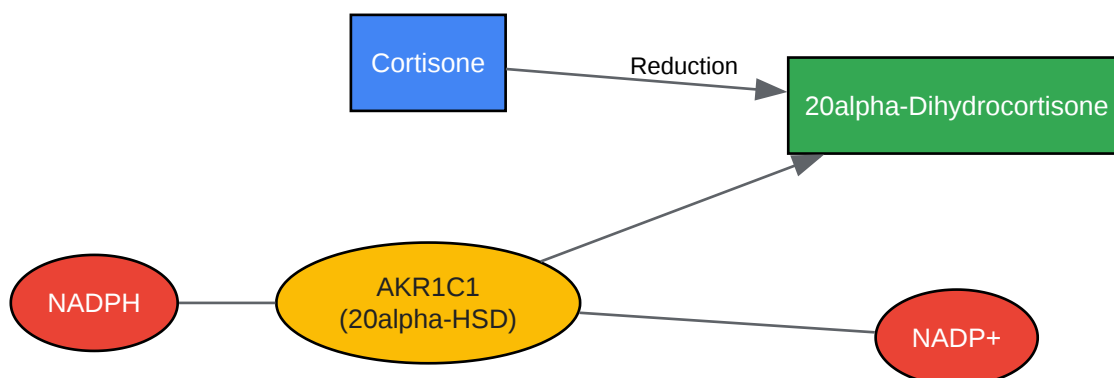 Cortisone
Reduction
20alpha-Dihydrocortisone
NADPH
AKR1C1
(20alpha-HSD)
NADP+